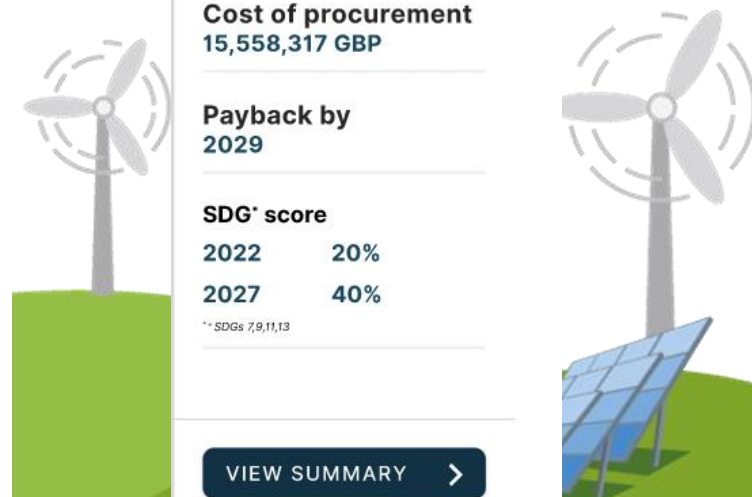 Cost of procurement
15,558,317 GBP
Payback by
2029
SDG* score
2022 20%
2027 40%
** SDGs 7,9,11,13
VIEW SUMMARY